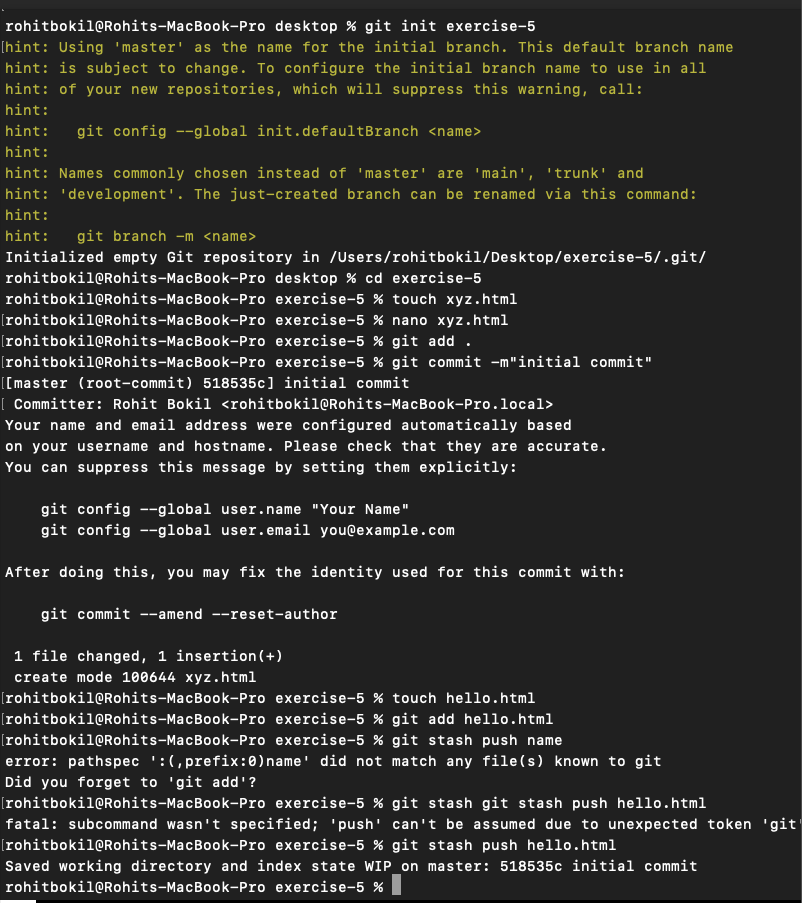 rohitbokil@Rohits-MacBook-Pro desktop % git init exercise-5
[hint: Using 'master' as the name for the initial branch. This default branch name
hint: is subject to change. To configure the initial branch name to use in all
hint: of your new repositories, which will suppress this warning, call:
hint:
hint:   git config --global init.defaultBranch <name>
hint:
hint: Names commonly chosen instead of 'master' are 'main', 'trunk' and
hint: 'development'. The just-created branch can be renamed via this command:
hint:
hint:   git branch -m <name>
Initialized empty Git repository in /Users/rohitbokil/Desktop/exercise-5/.git/
rohitbokil@Rohits-MacBook-Pro desktop % cd exercise-5
rohitbokil@Rohits-MacBook-Pro exercise-5 % touch xyz.html
[rohitbokil@Rohits-MacBook-Pro exercise-5 % nano xyz.html
[rohitbokil@Rohits-MacBook-Pro exercise-5 % git add .
[rohitbokil@Rohits-MacBook-Pro exercise-5 % git commit -m"initial commit"
[[master (root-commit) 518535c] initial commit
[ Committer: Rohit Bokil <rohitbokil@Rohits-MacBook-Pro.local>
Your name and email address were configured automatically based
on your username and hostname. Please check that they are accurate.
You can suppress this message by setting them explicitly:

    git config --global user.name "Your Name"
    git config --global user.email you@example.com

After doing this, you may fix the identity used for this commit with:

    git commit --amend --reset-author

 1 file changed, 1 insertion(+)
 create mode 100644 xyz.html
[rohitbokil@Rohits-MacBook-Pro exercise-5 % touch hello.html
[rohitbokil@Rohits-MacBook-Pro exercise-5 % git add hello.html
[rohitbokil@Rohits-MacBook-Pro exercise-5 % git stash push name
error: pathspec ':(,prefix:0)name' did not match any file(s) known to git
Did you forget to 'git add'?
[rohitbokil@Rohits-MacBook-Pro exercise-5 % git stash git stash push hello.html
fatal: subcommand wasn't specified; 'push' can't be assumed due to unexpected token 'git'
[rohitbokil@Rohits-MacBook-Pro exercise-5 % git stash push hello.html
Saved working directory and index state WIP on master: 518535c initial commit
rohitbokil@Rohits-MacBook-Pro exercise-5 %